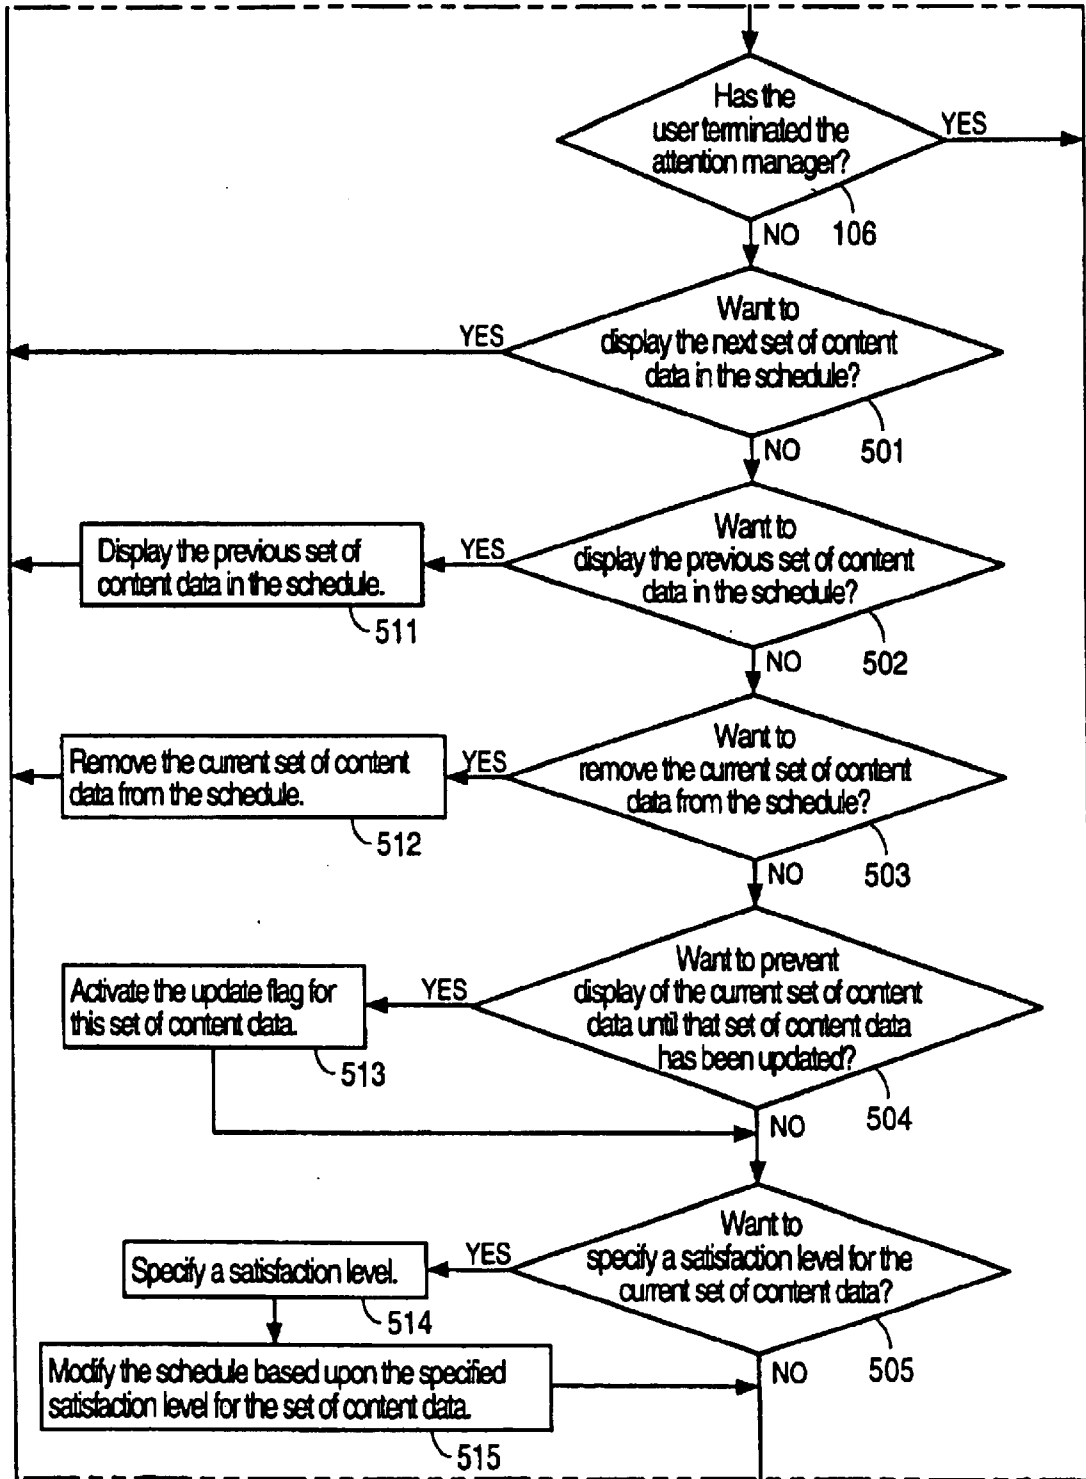 Has the
user terminated the
attention manager?
YES
NO
106
Want to
display the next set of content
data in the schedule?
YES
NO
501
Want to
display the previous set of content
data in the schedule?
YES
Display the previous set of
content data in the schedule.
511
NO
502
Want to
remove the current set of content
data from the schedule?
YES
Remove the current set of content
data from the schedule.
512
NO
503
Want to prevent
display of the current set of content
data until that set of content data
has been updated?
YES
Activate the update flag for
this set of content data.
513
NO
504
Want to
specify a satisfaction level for the
current set of content data?
YES
Specify a satisfaction level.
514
NO
505
Modify the schedule based upon the specified
satisfaction level for the set of content data.
515